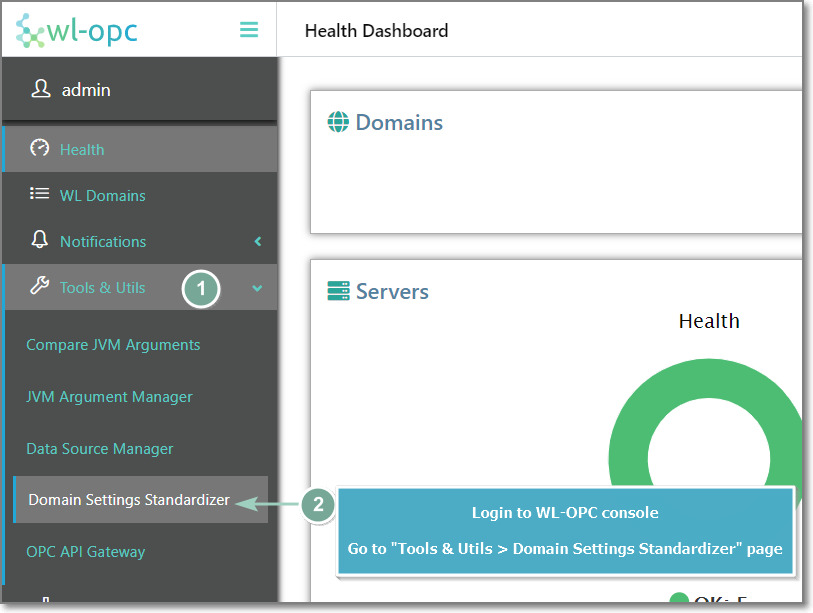 wl-opc
Health Dashboard
admin
Health
WL Domains
Notifications
Tools & Utils
1
Compare JVM Arguments
JVM Argument Manager
Data Source Manager
Domain Settings Standardizer
OPC API Gateway
Domains
Servers
Health
2
Login to WL-OPC console
Go to "Tools & Utils > Domain Settings Standardizer" page